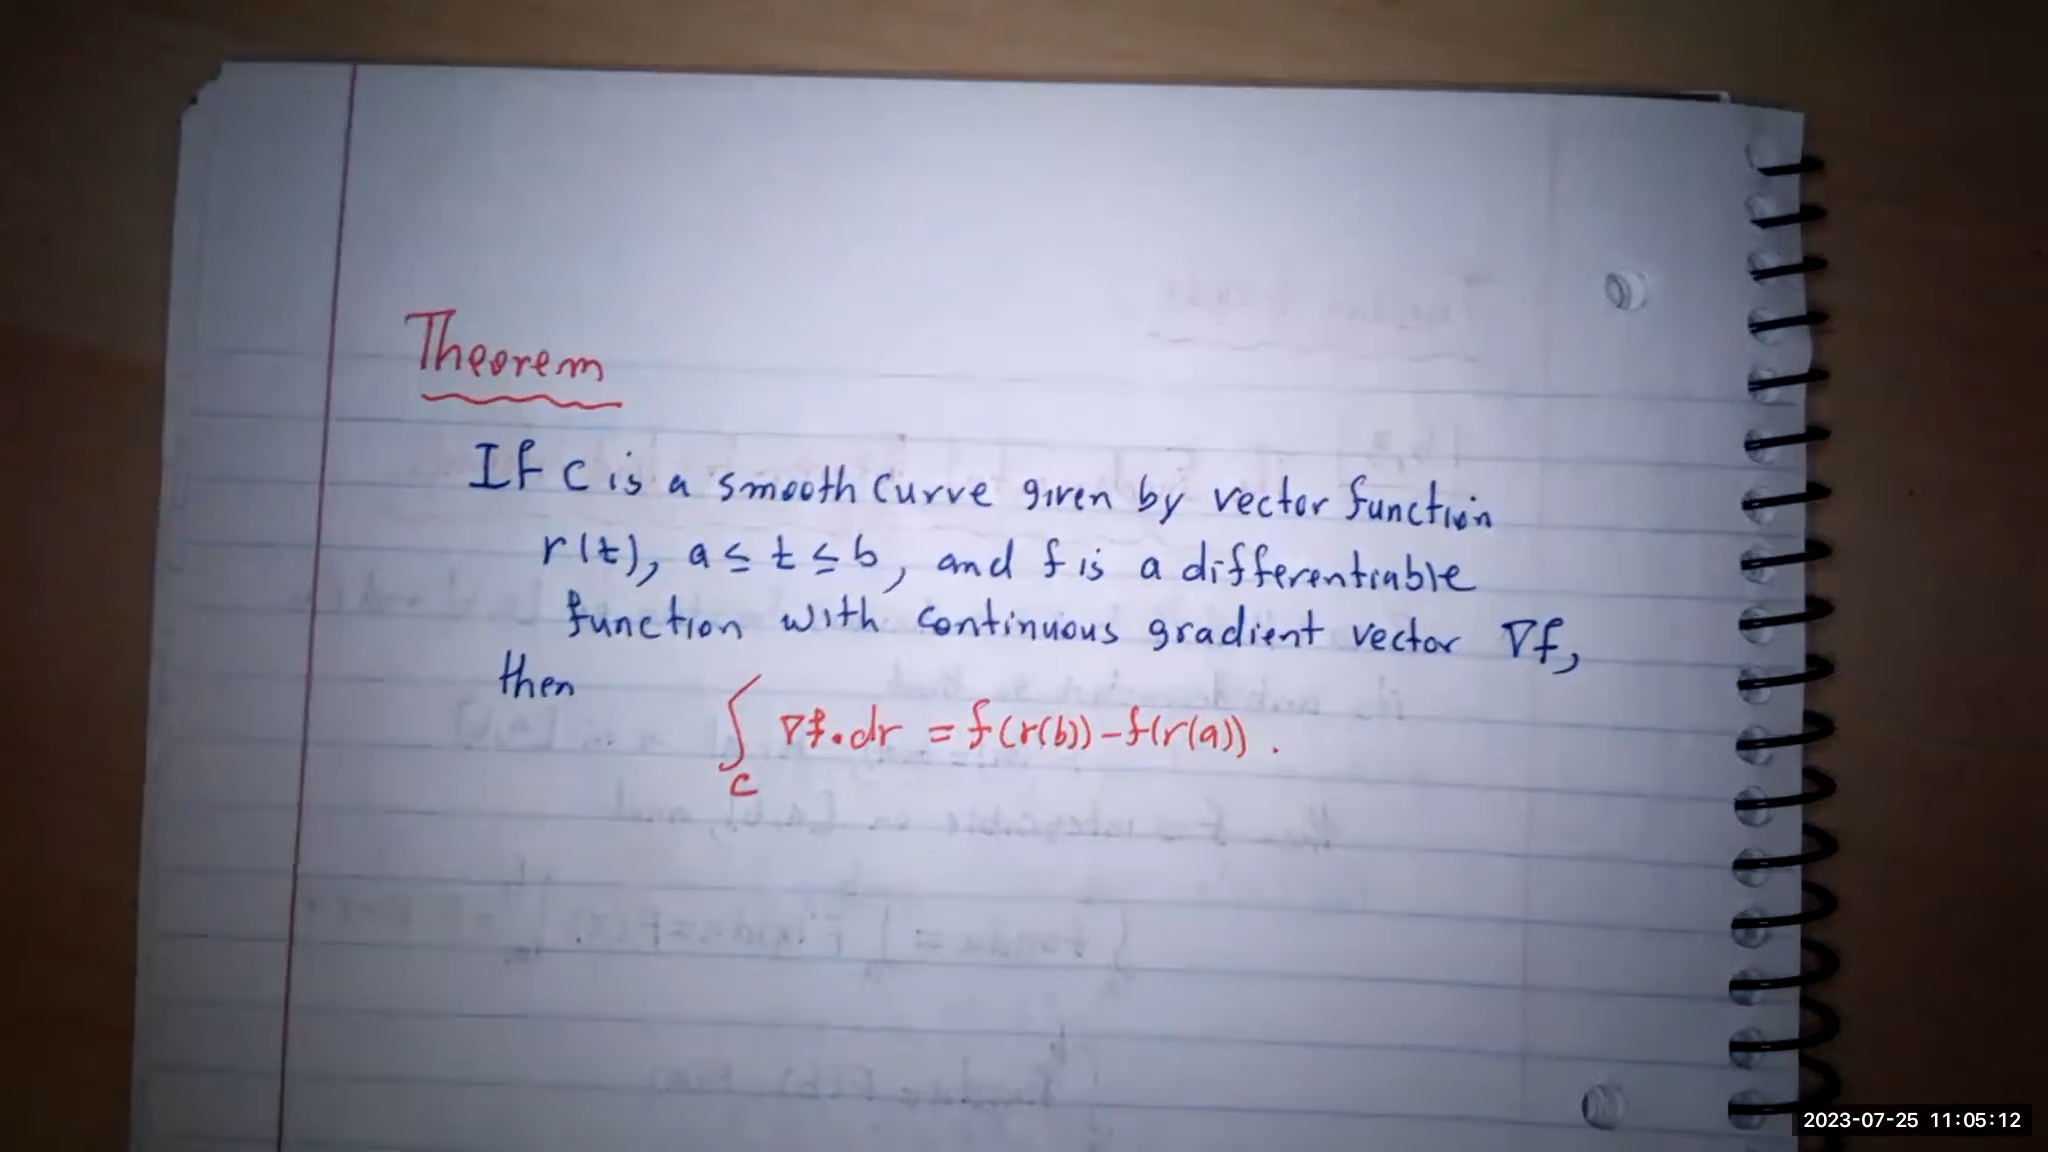 Theorem
If C is a smooth curve given by vector function
r(t), a ≤ t ≤ b, and f is a differentiable
function with continuous gradient vector ∇f,
then
∫_C ∇f · dr = f(r(b)) − f(r(a)).
2023-07-25 11:05:12